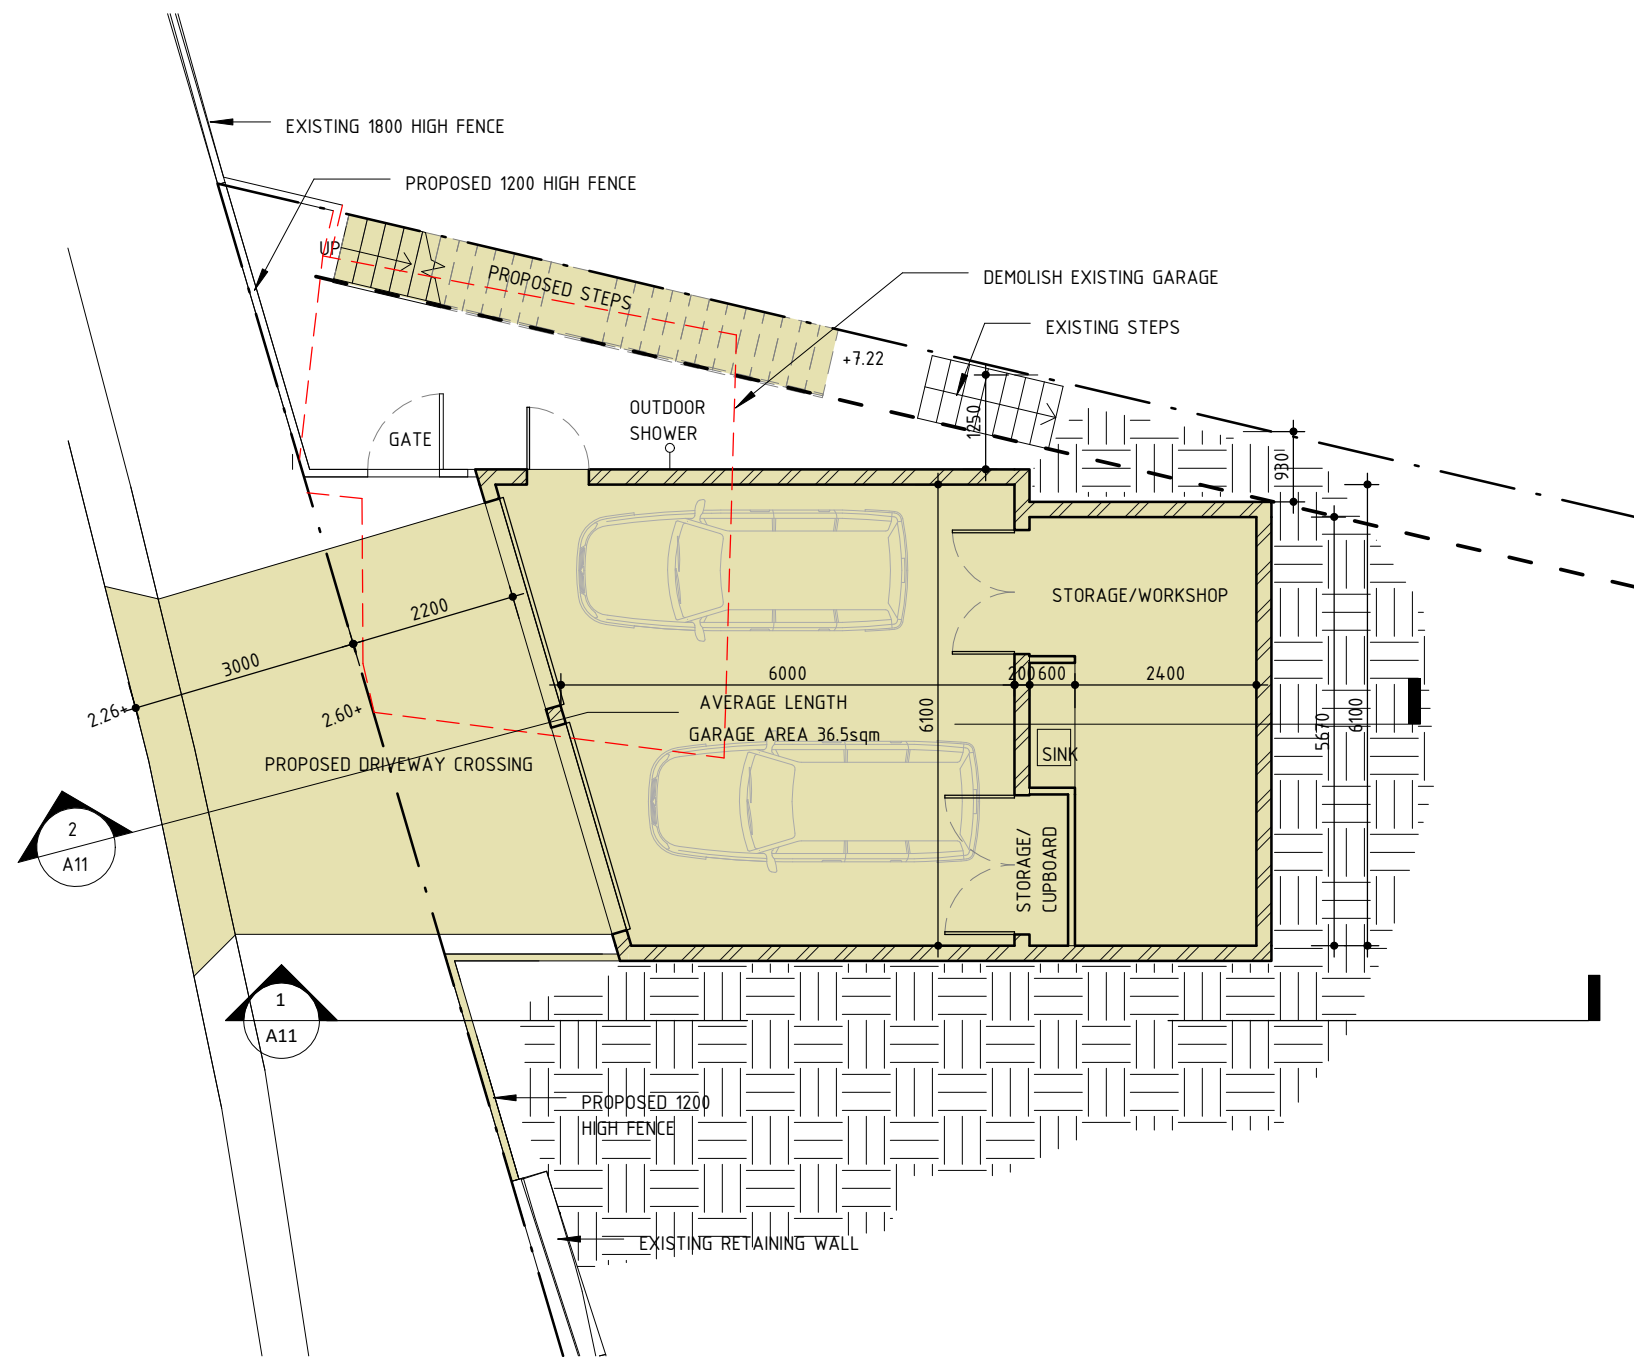 EXISTING 1800 HIGH FENCE
PROPOSED 1200 HIGH FENCE
UP
PROPOSED STEPS
DEMOLISH EXISTING GARAGE
EXISTING STEPS
+7.22
OUTDOOR
SHOWER
GATE
1250
930
STORAGE/WORKSHOP
2200
3000
6000
200
600
2400
2.26+
2.60+
AVERAGE LENGTH
GARAGE AREA 36.5sqm
6100
5670
6100
SINK
PROPOSED DRIVEWAY CROSSING
2
A11
STORAGE/
CUPBOARD
1
A11
PROPOSED 1200
HIGH FENCE
EXISTING RETAINING WALL